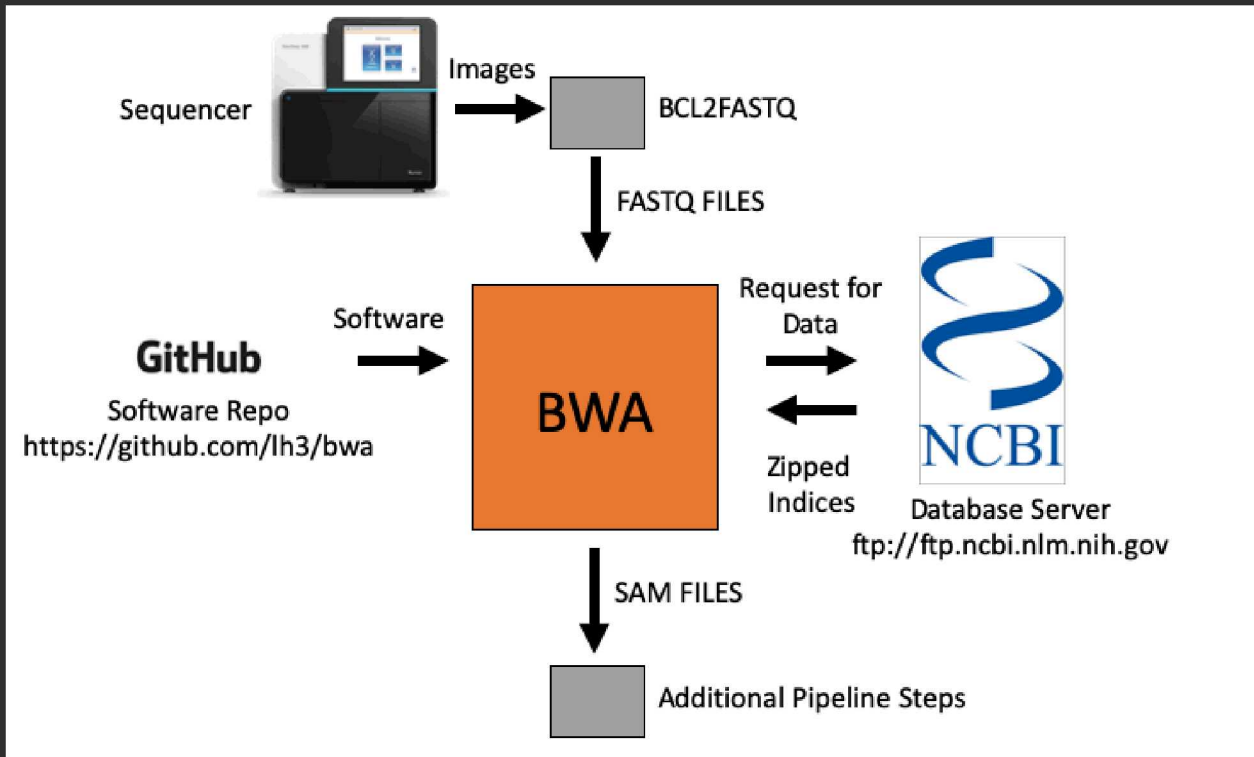 Images
Sequencer
BCL2FASTQ
FASTQ FILES
Request for
Data
Software
GitHub
BWA
Software Repo
https://github.com/lh3/bwa
NCBI
Zipped
Indices
Database Server
ftp://ftp.ncbi.nlm.nih.gov
SAM FILES
Additional Pipeline Steps